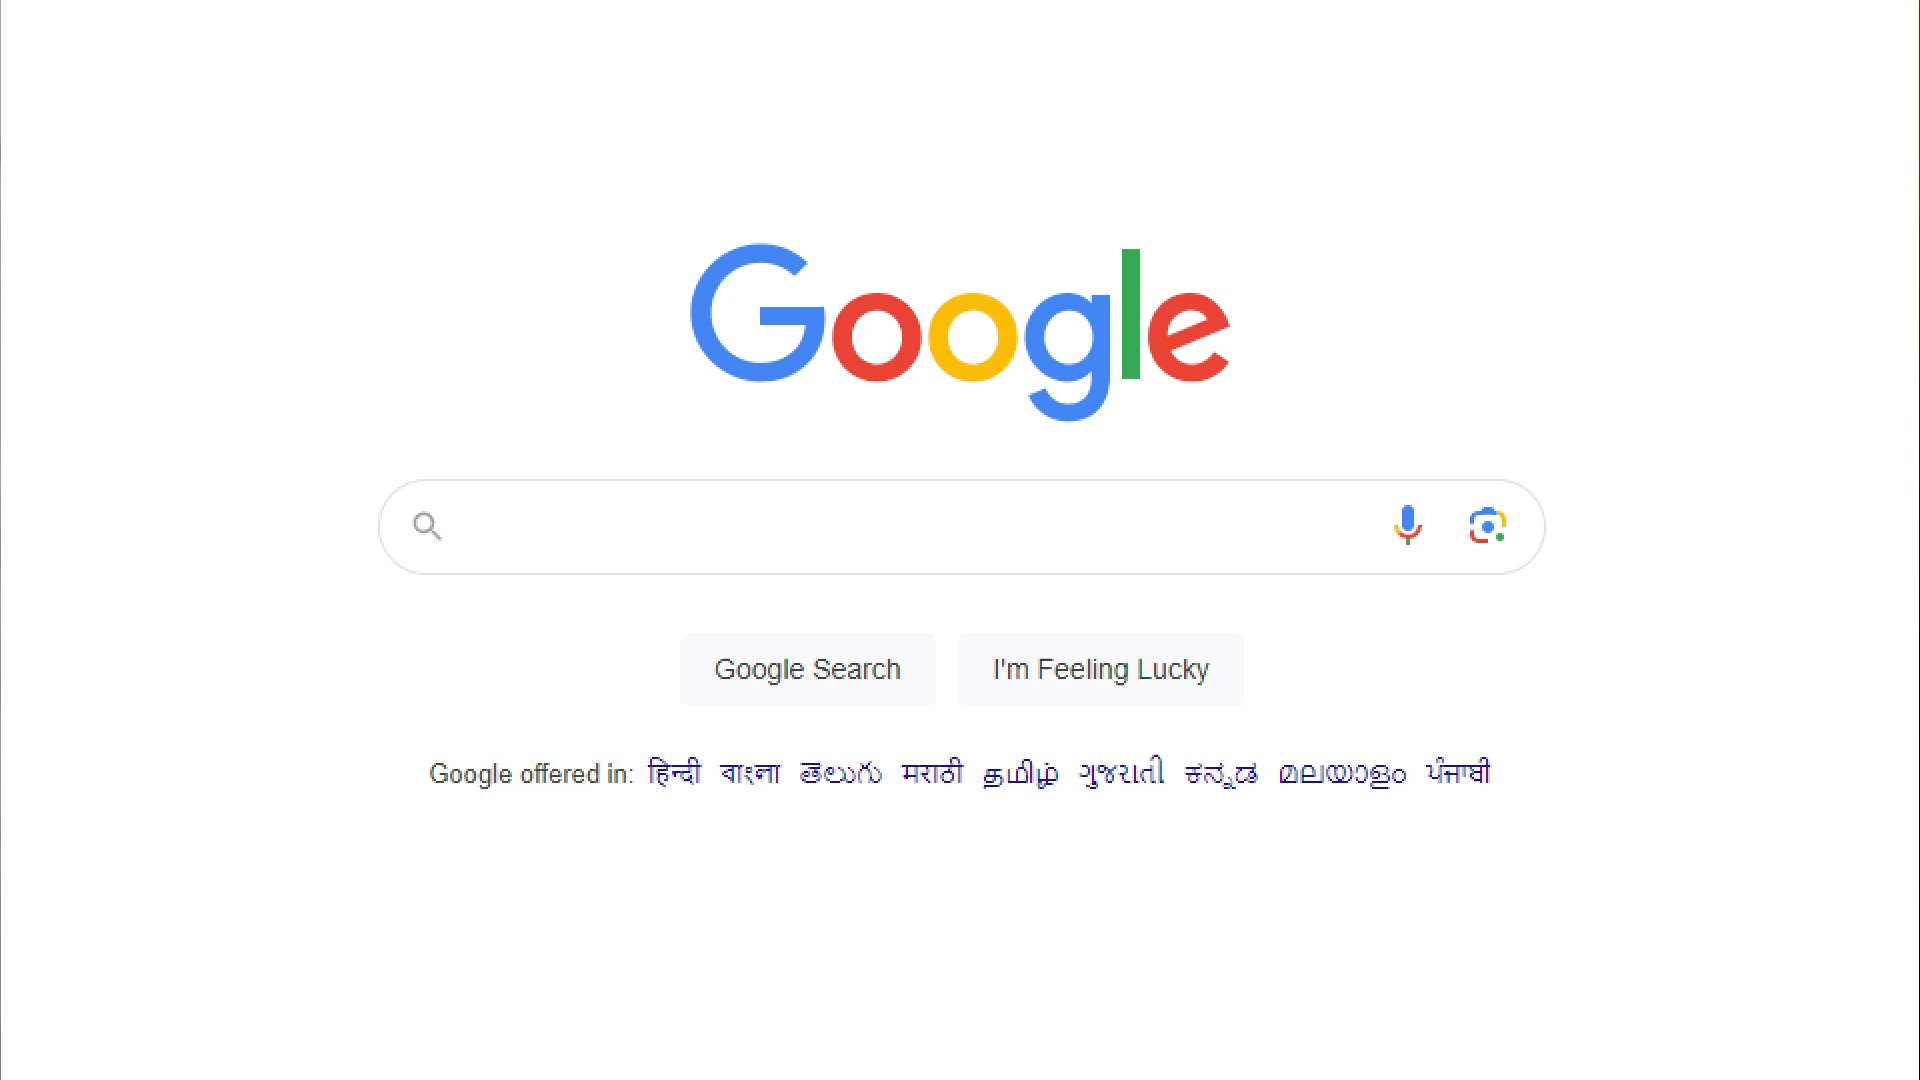 Google
Google Search
I'm Feeling Lucky
Google offered in: हिन्दी বাংলা తెలుగు मराठी தமிழ் ગુજરાતી ಕನ್ನಡ മലയാളം ਪੰਜਾਬੀ